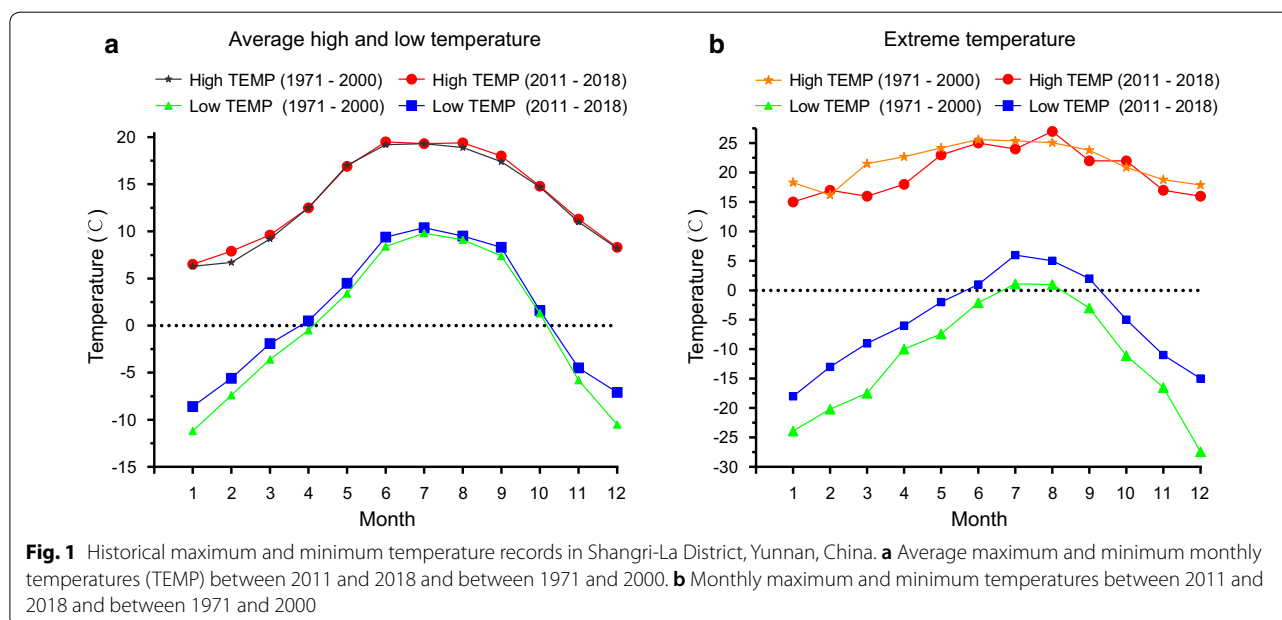 a Average high and low temperature
High TEMP (1971 - 2000) High TEMP (2011 - 2018)
Low TEMP (1971 - 2000) Low TEMP (2011 - 2018)
Temperature (℃)
20
15
10
5
0
-5
-10
-15
1 2 3 4 5 6 7 8 9 10 11 12
Month
b Extreme temperature
High TEMP (1971 - 2000) High TEMP (2011 - 2018)
Low TEMP (1971 - 2000) Low TEMP (2011 - 2018)
Temperature (℃)
25
20
15
10
5
0
-5
-10
-15
-20
-25
-30
1 2 3 4 5 6 7 8 9 10 11 12
Month
Fig. 1 Historical maximum and minimum temperature records in Shangri-La District, Yunnan, China. a Average maximum and minimum monthly
temperatures (TEMP) between 2011 and 2018 and between 1971 and 2000. b Monthly maximum and minimum temperatures between 2011 and
2018 and between 1971 and 2000